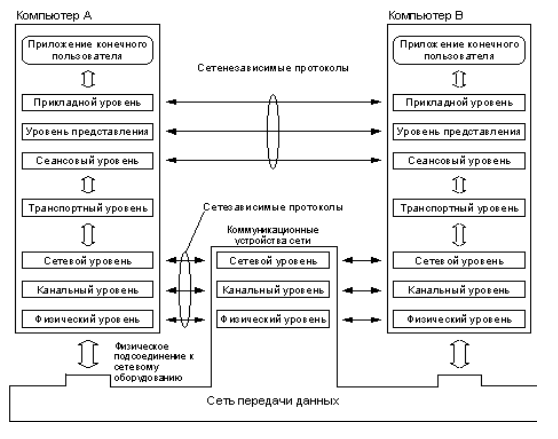 Компьютер А
Компьютер В
Приложение конечного
пользователя
Приложение конечного
пользователя
Сетенезависимые протоколы
Прикладной уровень
Прикладной уровень
Уровень представления
Уровень представления
Сеансовый уровень
Сеансовый уровень
Транспортный уровень
Сетезависимые протоколы
Транспортный уровень
Коммуникационные
устройства сети
Сетевой уровень
Сетевой уровень
Сетевой уровень
Канальный уровень
Канальный уровень
Канальный уровень
Физический уровень
Физический уровень
Физический уровень
Физическое
подсоединение к
сетевому
оборудованию
Сеть передачи данных